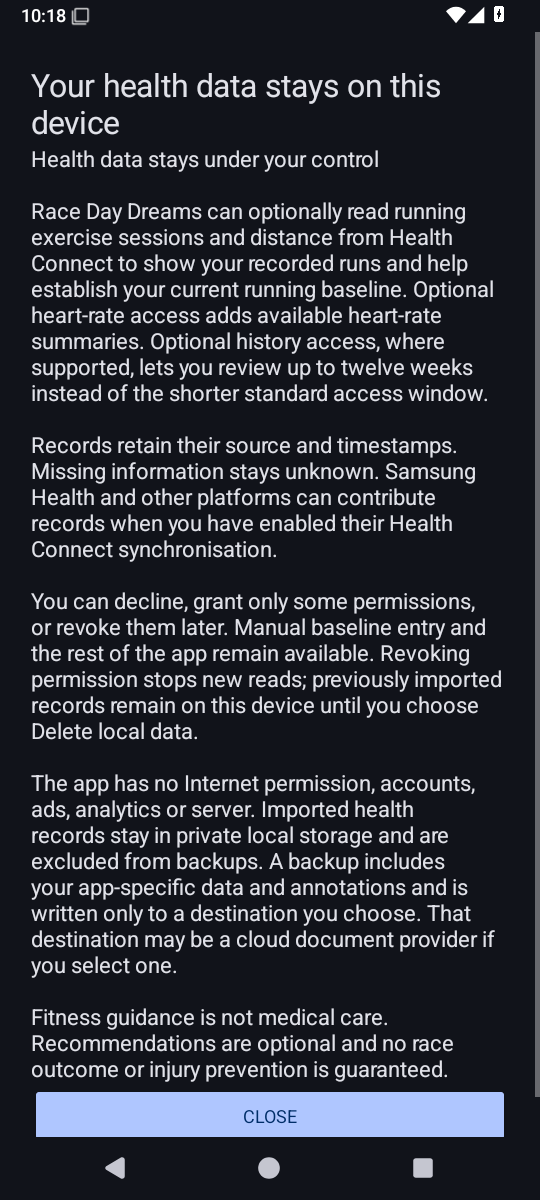 10:18
Your health data stays on this
device
Health data stays under your control
Race Day Dreams can optionally read running
exercise sessions and distance from Health
Connect to show your recorded runs and help
establish your current running baseline. Optional
heart-rate access adds available heart-rate
summaries. Optional history access, where
supported, lets you review up to twelve weeks
instead of the shorter standard access window.
Records retain their source and timestamps.
Missing information stays unknown. Samsung
Health and other platforms can contribute
records when you have enabled their Health
Connect synchronisation.
You can decline, grant only some permissions,
or revoke them later. Manual baseline entry and
the rest of the app remain available. Revoking
permission stops new reads; previously imported
records remain on this device until you choose
Delete local data.
The app has no Internet permission, accounts,
ads, analytics or server. Imported health
records stay in private local storage and are
excluded from backups. A backup includes
your app-specific data and annotations and is
written only to a destination you choose. That
destination may be a cloud document provider if
you select one.
Fitness guidance is not medical care.
Recommendations are optional and no race
outcome or injury prevention is guaranteed.
CLOSE